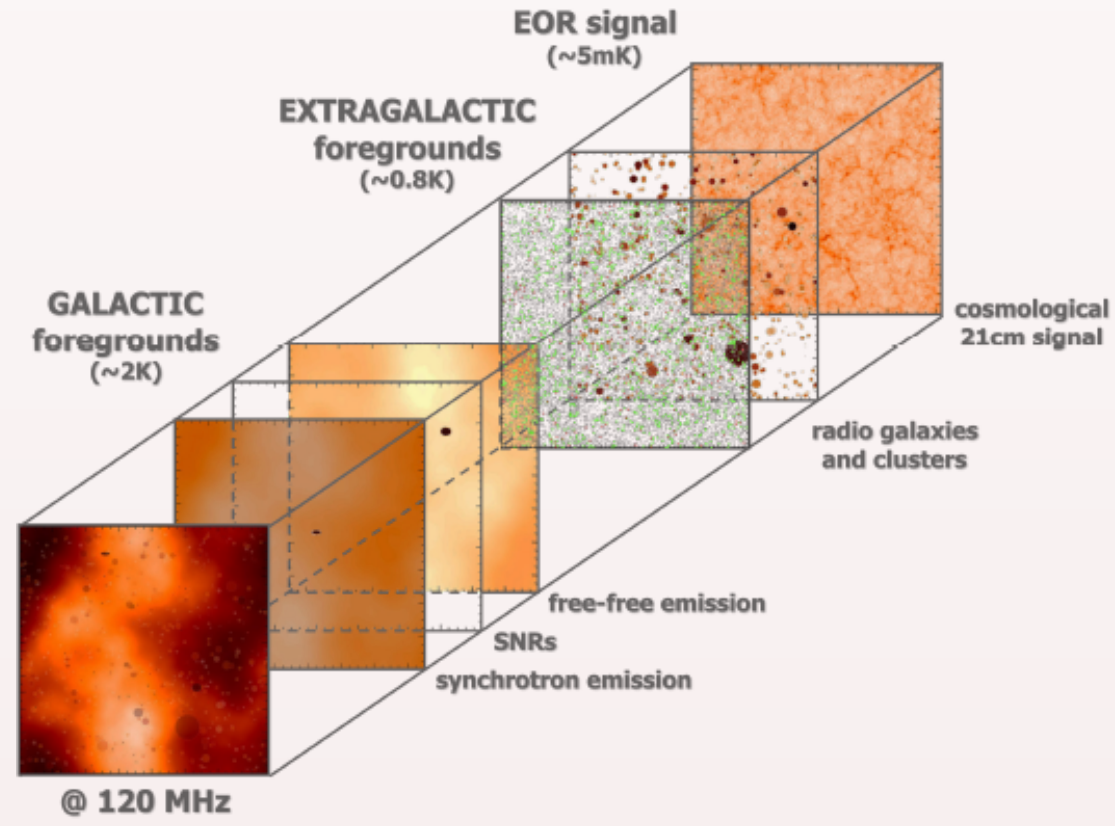 EOR signal
(~5mK)
EXTRAGALACTIC
foregrounds
(~0.8K)
GALACTIC
foregrounds
(~2K)
cosmological
21cm signal
radio galaxies
and clusters
free-free emission
SNRs
synchrotron emission
@ 120 MHz